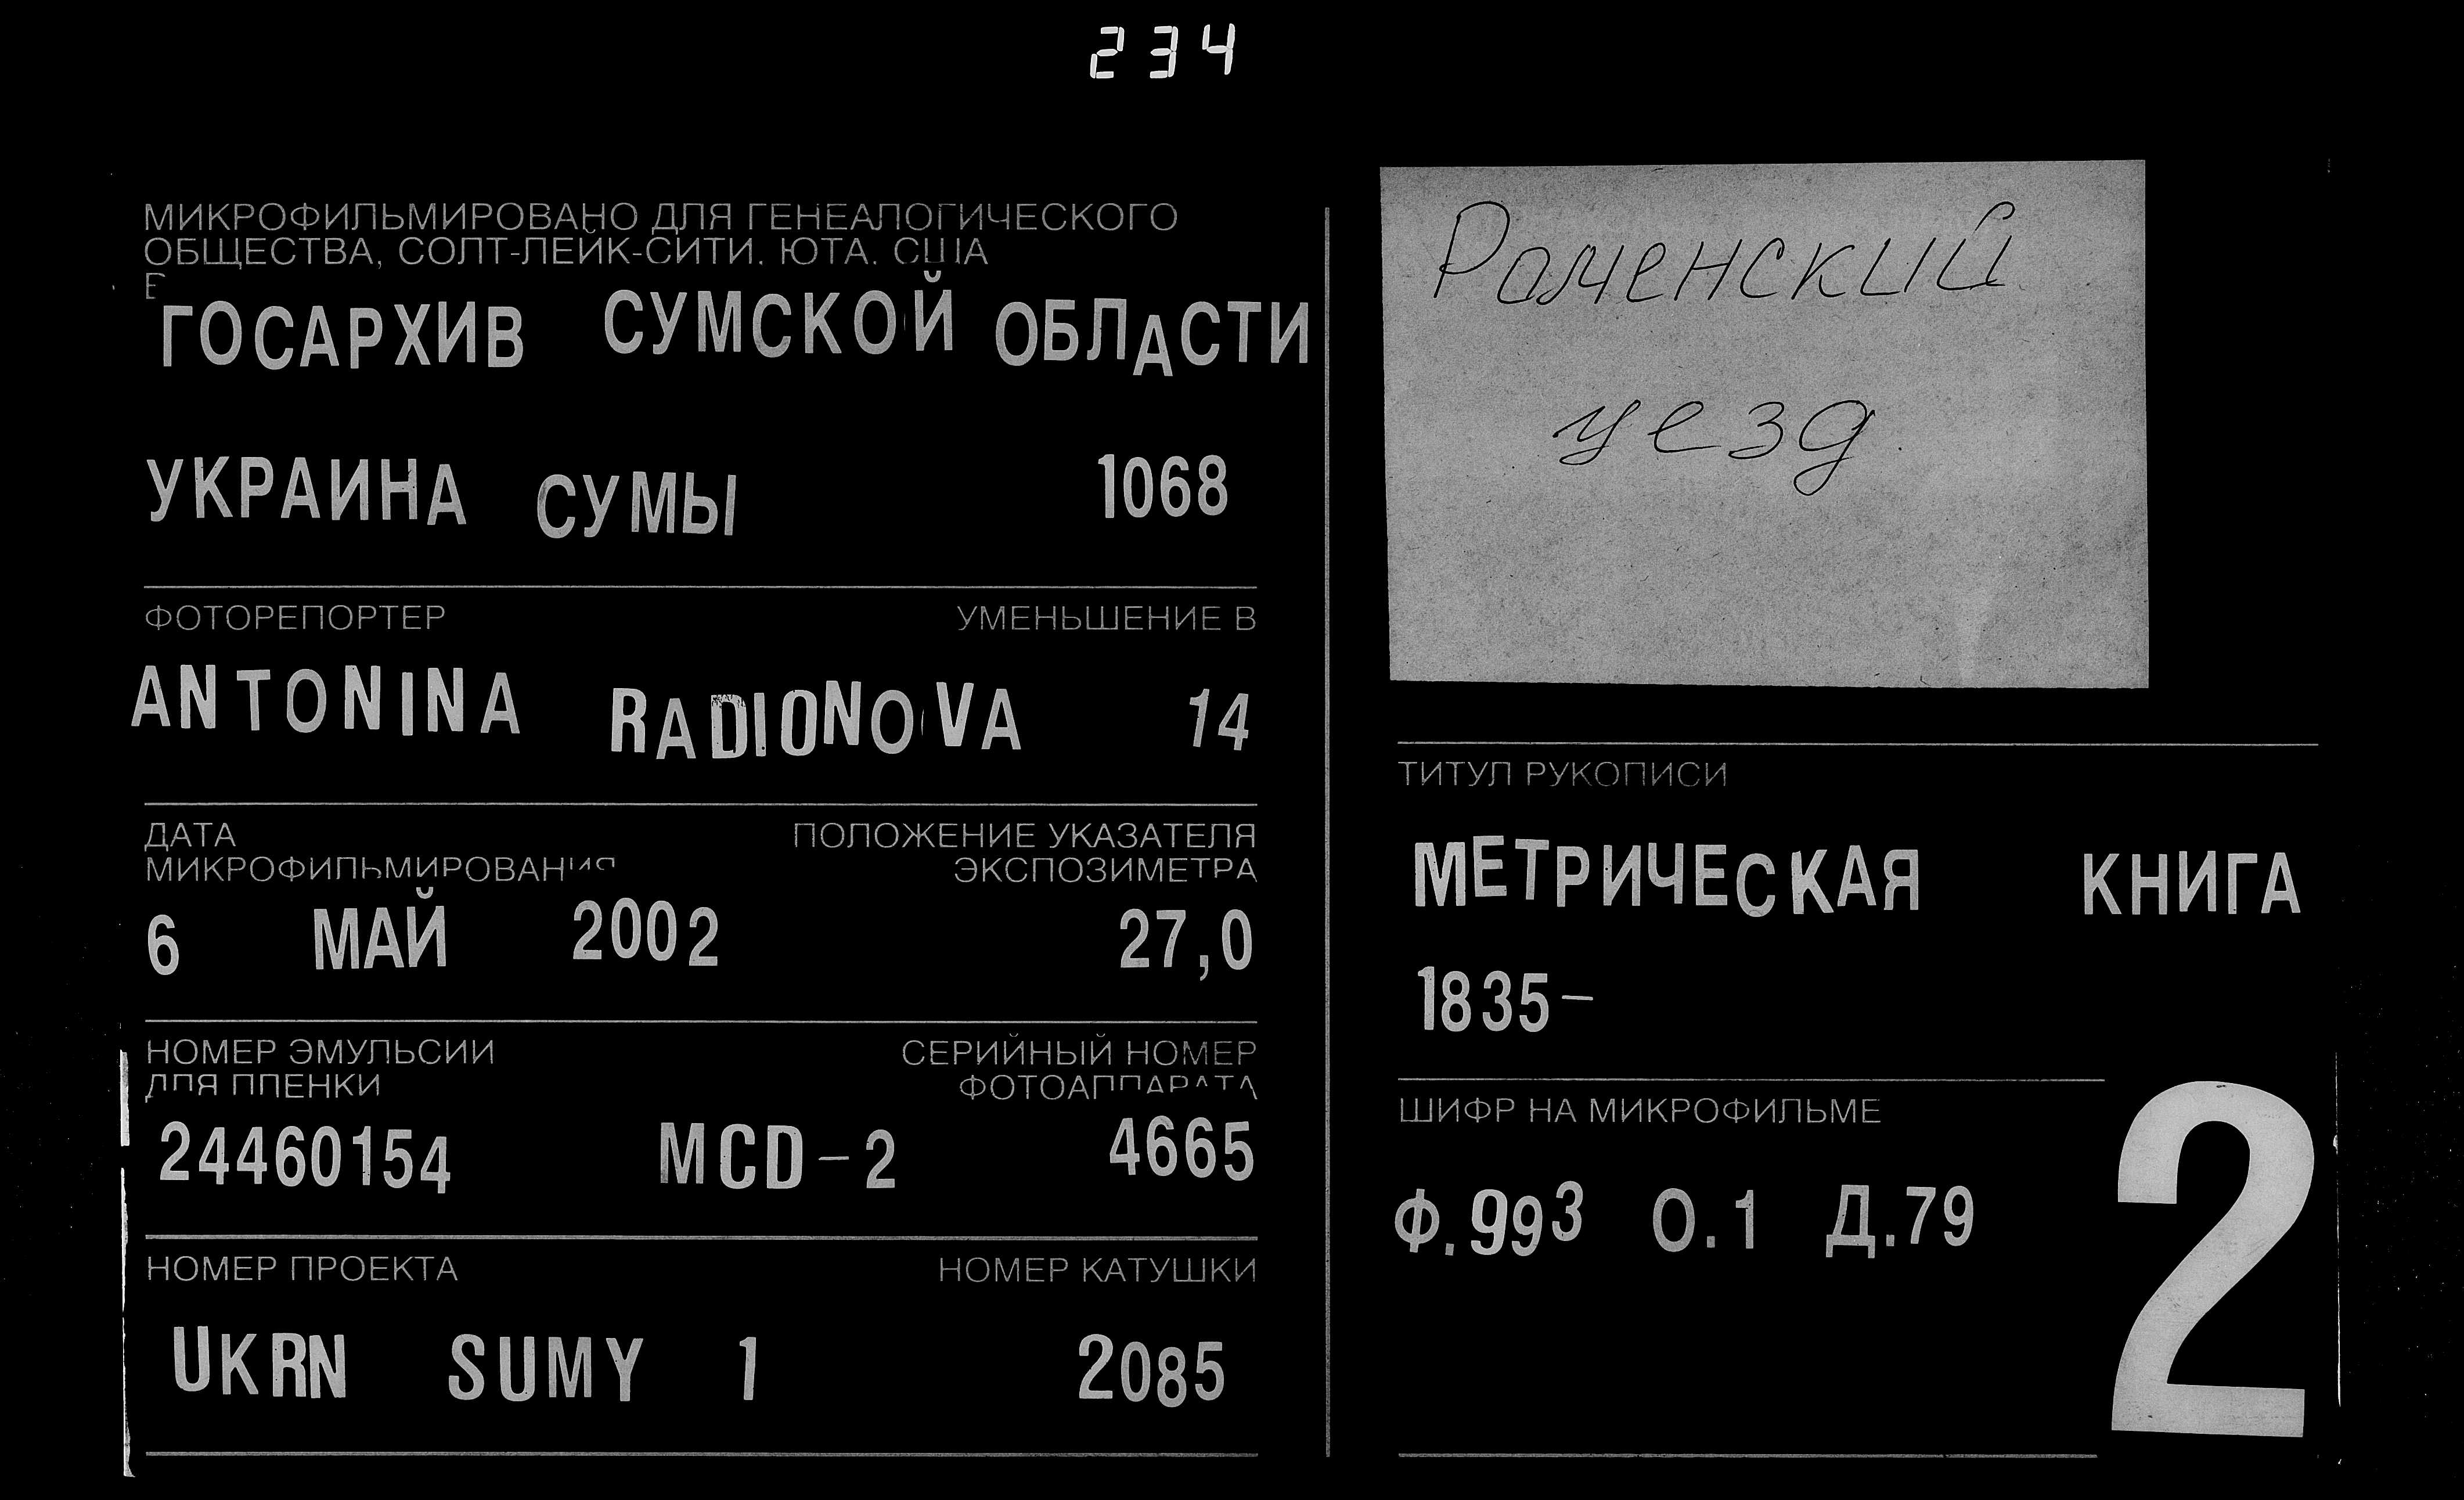 234
МИКРОФИЛЬМИРОВАНО ДЛЯ ГЕНЕАЛОГИЧЕСКОГО
ОБЩЕСТВА, СОЛТ-ЛЕЙК-СИТИ. ЮТА. США
В
ГОСАРХИВ СУМСКОЙ ОБЛАСТИ
УКРАИНА СУМЫ 1068
ФОТОРЕПОРТЕР УМЕНЬШЕНИЕ В
ANTONINA RADIONOVA 14
ДАТА ПОЛОЖЕНИЕ УКАЗАТЕЛЯ
МИКРОФИЛЬМИРОВАНИЯ ЭКСПОЗИМЕТРА
6 МАЙ 2002 27,0
НОМЕР ЭМУЛЬСИИ СЕРИЙНЫЙ НОМЕР
ДЛЯ ПЛЕНКИ ФОТОАППАРАТА
24460154 MCD-2 4665
НОМЕР ПРОЕКТА НОМЕР КАТУШКИ
UKRN SUMY 1 2085
Роменский
уезд.
ТИТУЛ РУКОПИСИ
МЕТРИЧЕСКАЯ КНИГА
1835-
ШИФР НА МИКРОФИЛЬМЕ
Ф.993 О.1 Д.79
2